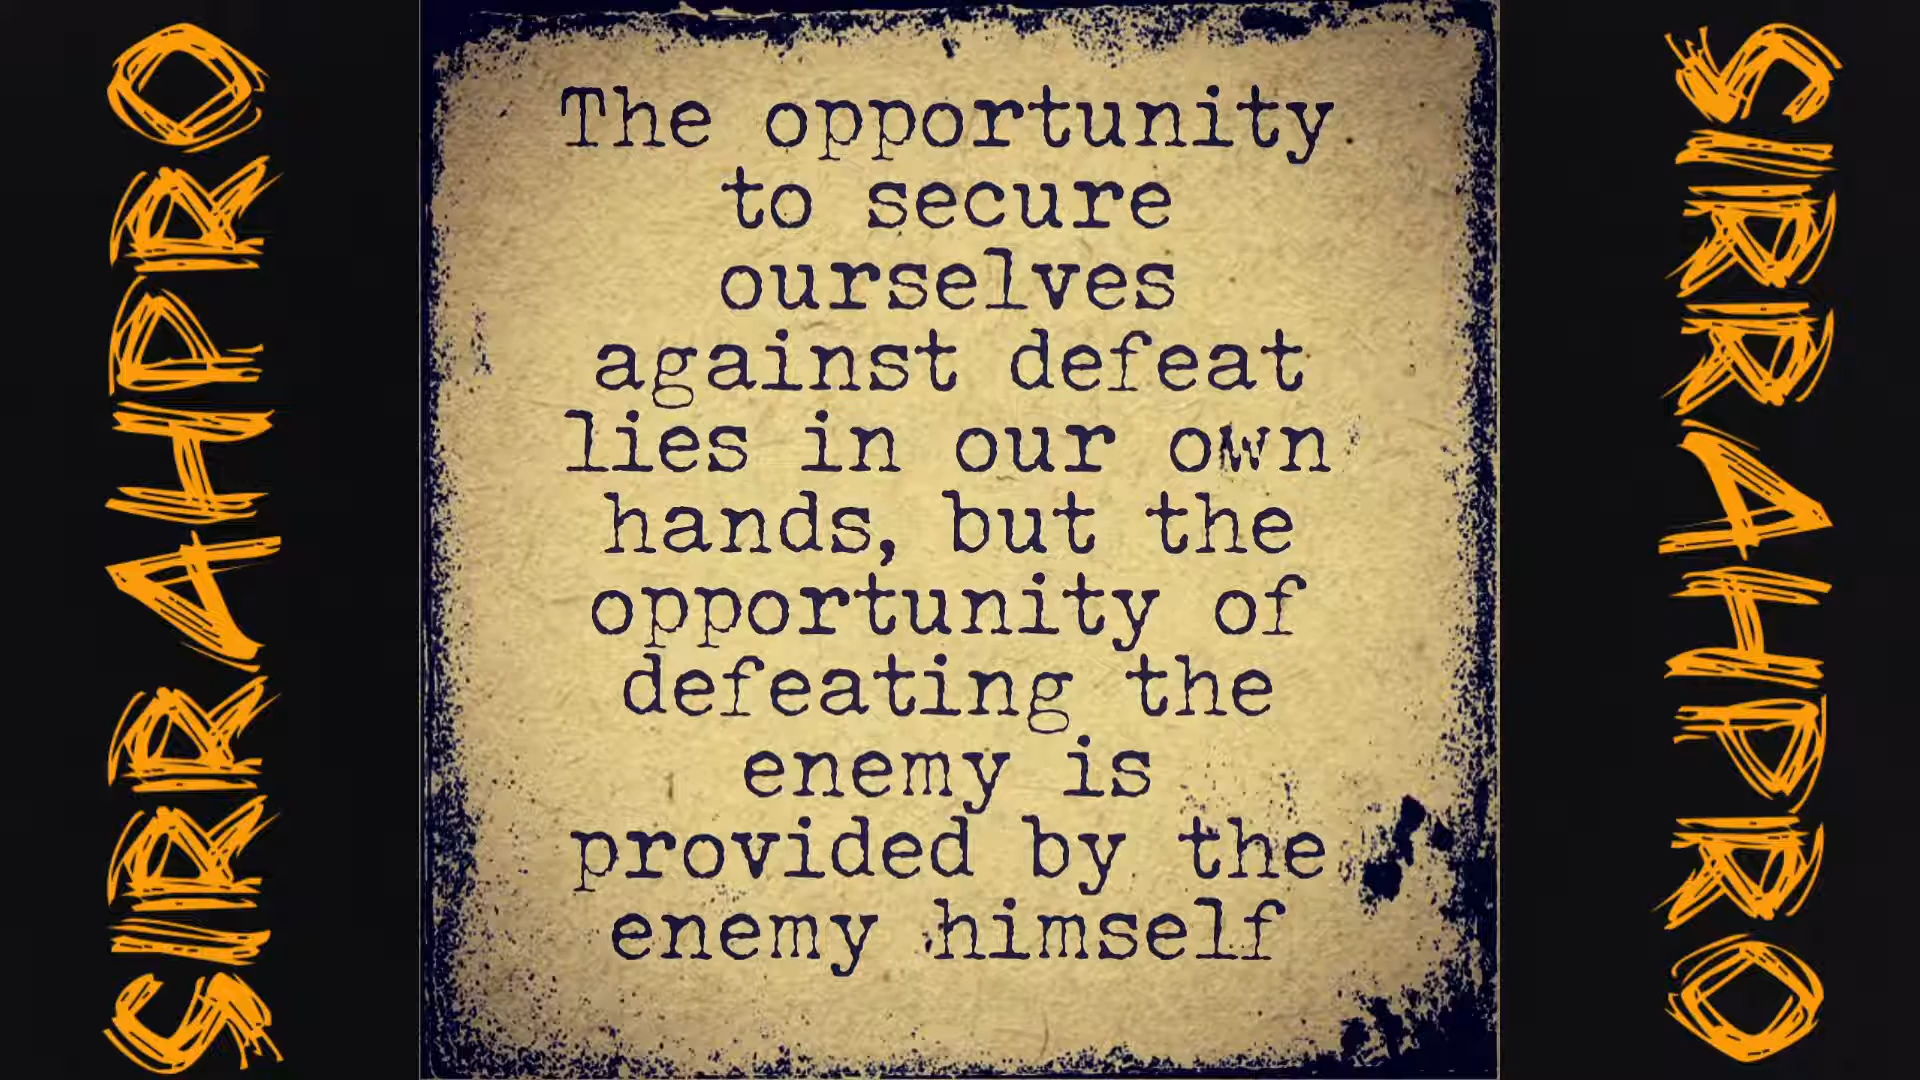 SIRRAHPRO
The opportunity
to secure
ourselves
against defeat
lies in our own
hands, but the
opportunity of
defeating the
enemy is
provided by the
enemy himself
SIRRAHPRO